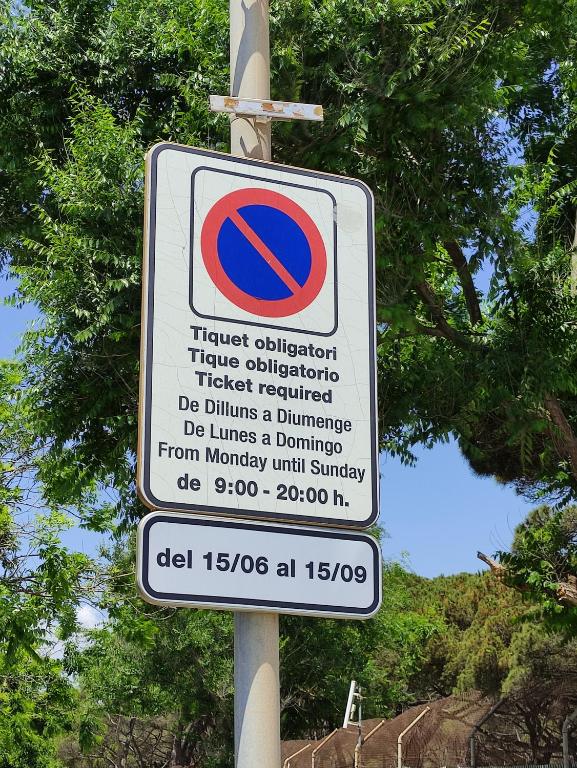 Tiquet obligatori
Tique obligatorio
Ticket required
De Dilluns a Diumenge
De Lunes a Domingo
From Monday until Sunday
de 9:00 - 20:00 h.
del 15/06 al 15/09